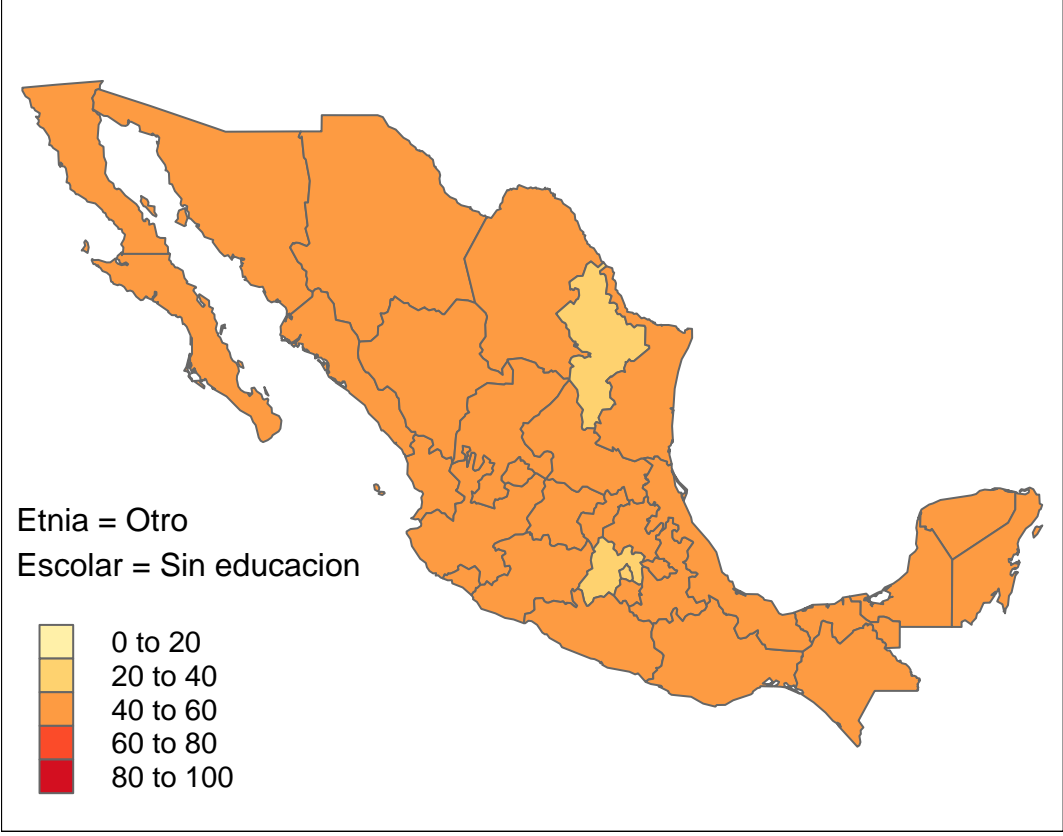 Etnia = Otro
Escolar = Sin educacion
0 to 20
20 to 40
40 to 60
60 to 80
80 to 100